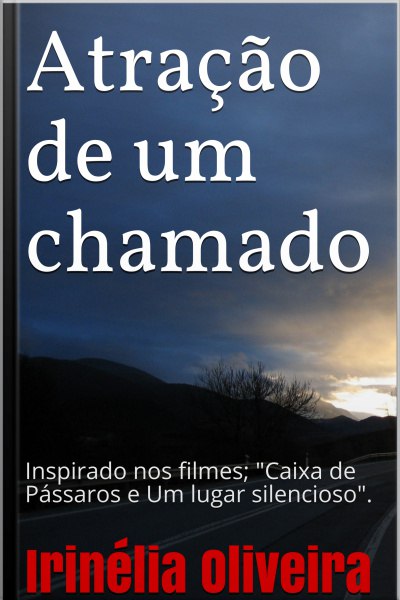 Atração
de um
chamado
Inspirado nos filmes; "Caixa de
Pássaros e Um lugar silencioso".
Irinélia Oliveira